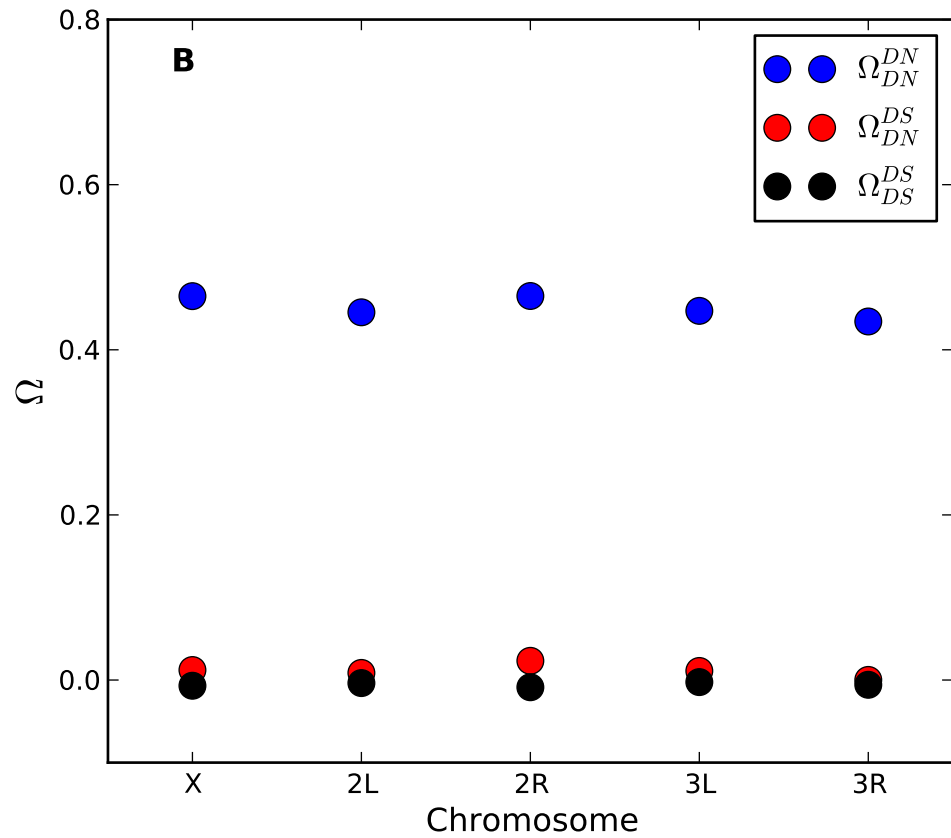 B
Ω^{DN}_{DN}
Ω^{DS}_{DN}
Ω^{DS}_{DS}
0.8
0.6
0.4
0.2
0.0
Ω
X 2L 2R 3L 3R
Chromosome